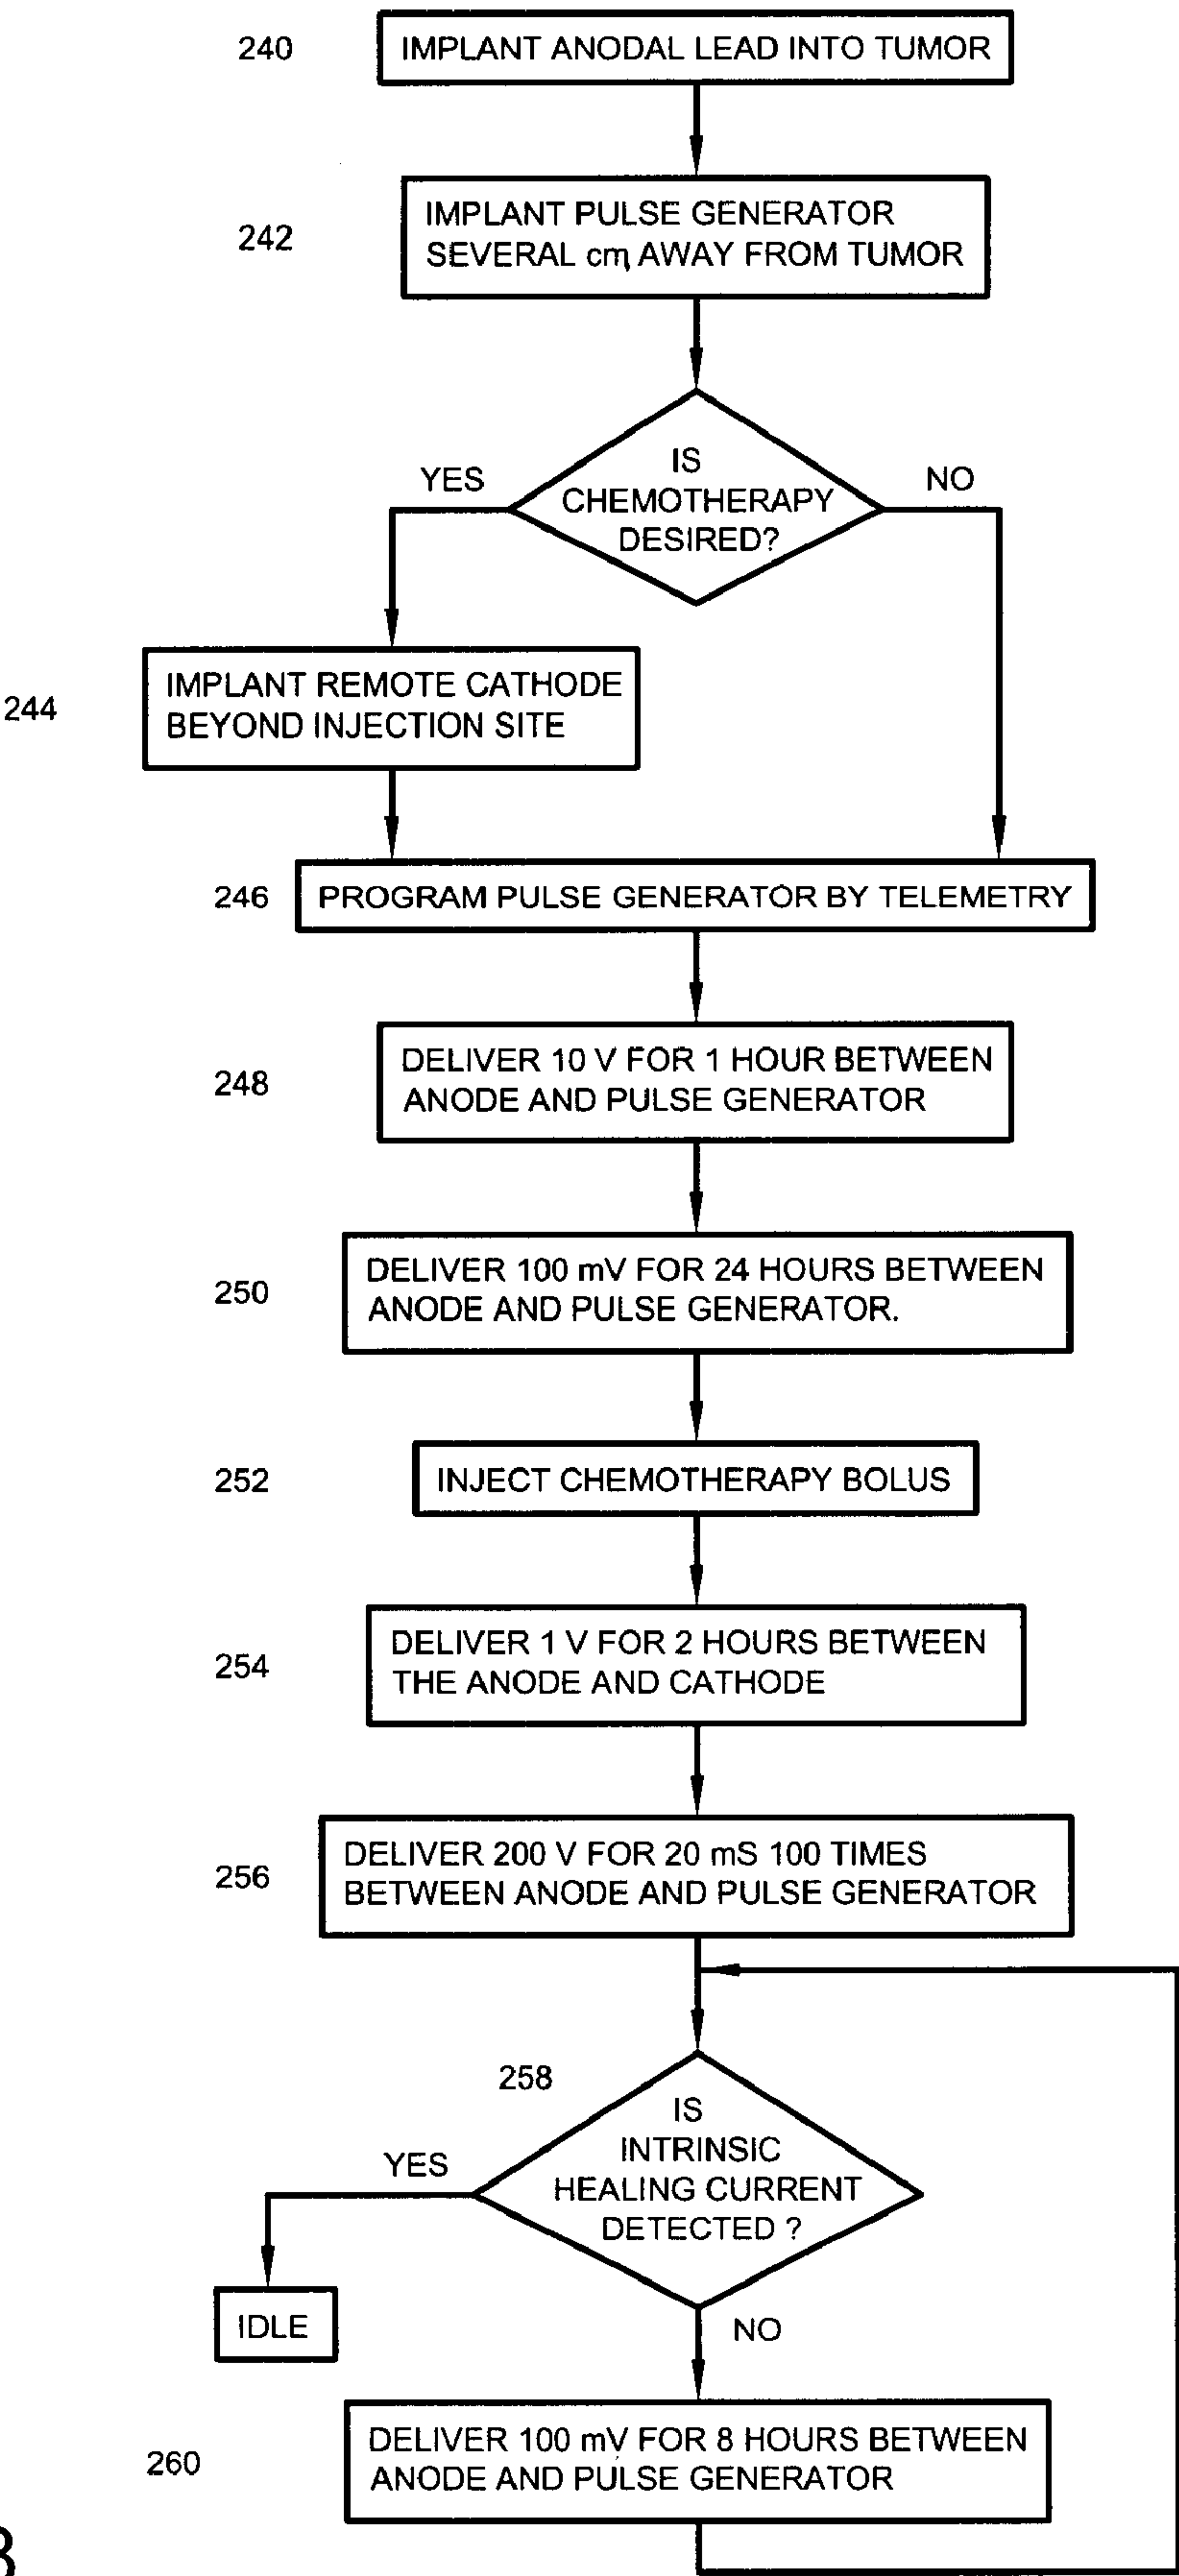 240
IMPLANT ANODAL LEAD INTO TUMOR
242
IMPLANT PULSE GENERATOR
SEVERAL cm AWAY FROM TUMOR
IS
CHEMOTHERAPY
DESIRED?
YES
NO
244
IMPLANT REMOTE CATHODE
BEYOND INJECTION SITE
246
PROGRAM PULSE GENERATOR BY TELEMETRY
248
DELIVER 10 V FOR 1 HOUR BETWEEN
ANODE AND PULSE GENERATOR
250
DELIVER 100 mV FOR 24 HOURS BETWEEN
ANODE AND PULSE GENERATOR.
252
INJECT CHEMOTHERAPY BOLUS
254
DELIVER 1 V FOR 2 HOURS BETWEEN
THE ANODE AND CATHODE
256
DELIVER 200 V FOR 20 mS 100 TIMES
BETWEEN ANODE AND PULSE GENERATOR
258
IS
INTRINSIC
HEALING CURRENT
DETECTED ?
YES
IDLE
NO
260
DELIVER 100 mV FOR 8 HOURS BETWEEN
ANODE AND PULSE GENERATOR